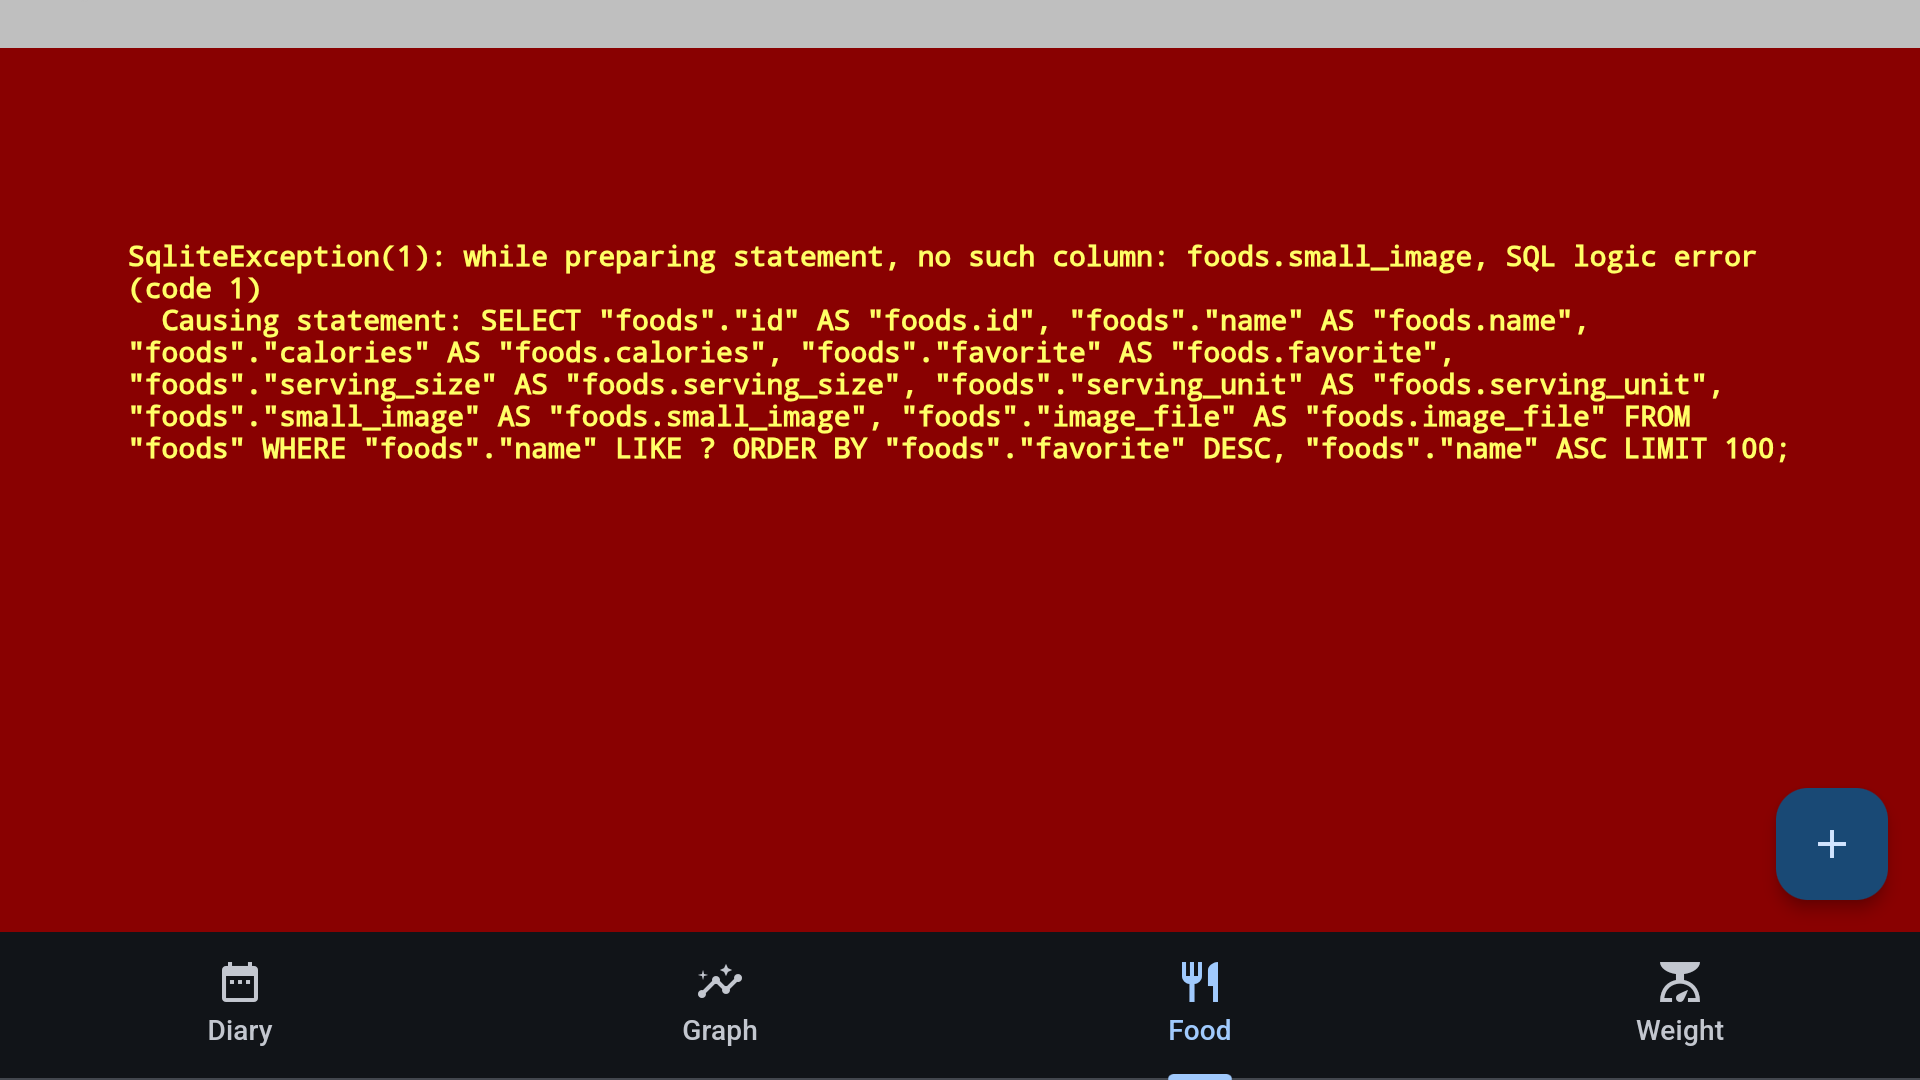 SqliteException(1): while preparing statement, no such column: foods.small_image, SQL logic error
(code 1)
  Causing statement: SELECT "foods"."id" AS "foods.id", "foods"."name" AS "foods.name",
"foods"."calories" AS "foods.calories", "foods"."favorite" AS "foods.favorite",
"foods"."serving_size" AS "foods.serving_size", "foods"."serving_unit" AS "foods.serving_unit",
"foods"."small_image" AS "foods.small_image", "foods"."image_file" AS "foods.image_file" FROM
"foods" WHERE "foods"."name" LIKE ? ORDER BY "foods"."favorite" DESC, "foods"."name" ASC LIMIT 100;
Diary
Graph
Food
Weight